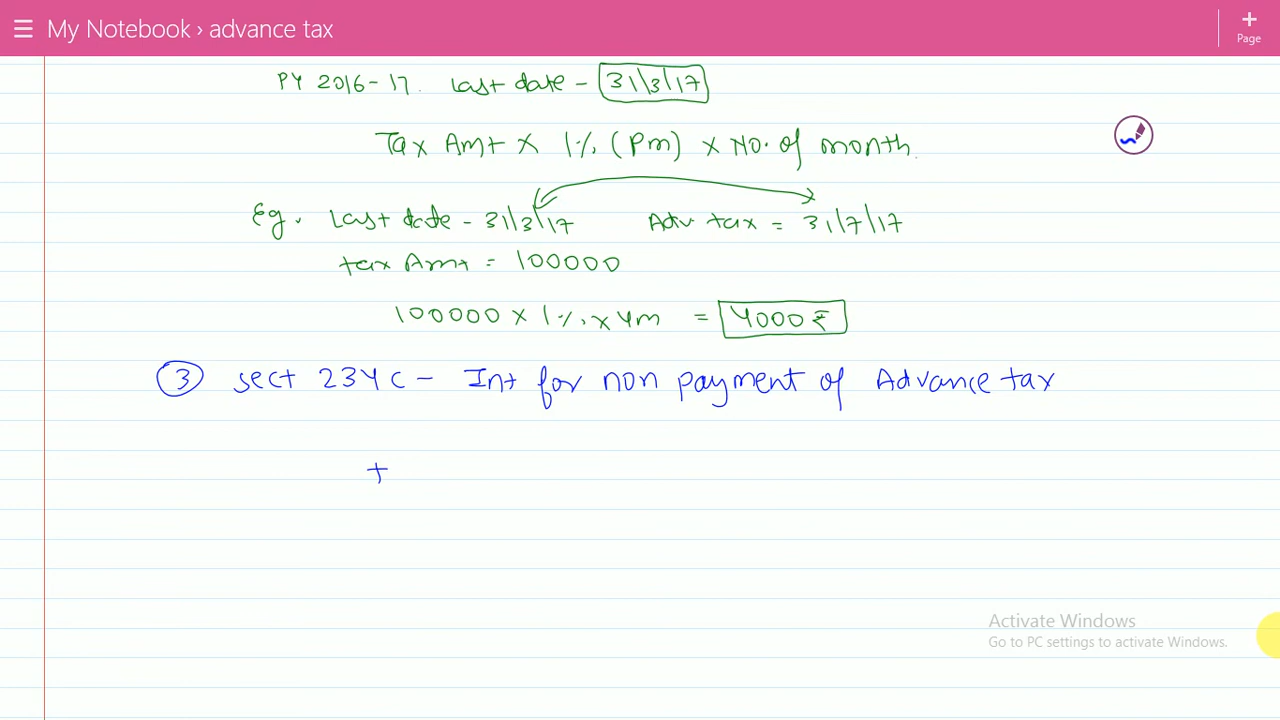 My Notebook › advance tax
Page
PY 2016-17. Last date - 31/3/17
Tax Amt × 1% (Pm) × No. of month.
Eg. Last date - 31/3/17 Adv tax = 31/7/17
tax Amt = 100000
100000 × 1% × 4m = 4000 ₹
3 sect 234C - Int for non payment of Advance tax
t
Activate Windows
Go to PC settings to activate Windows.